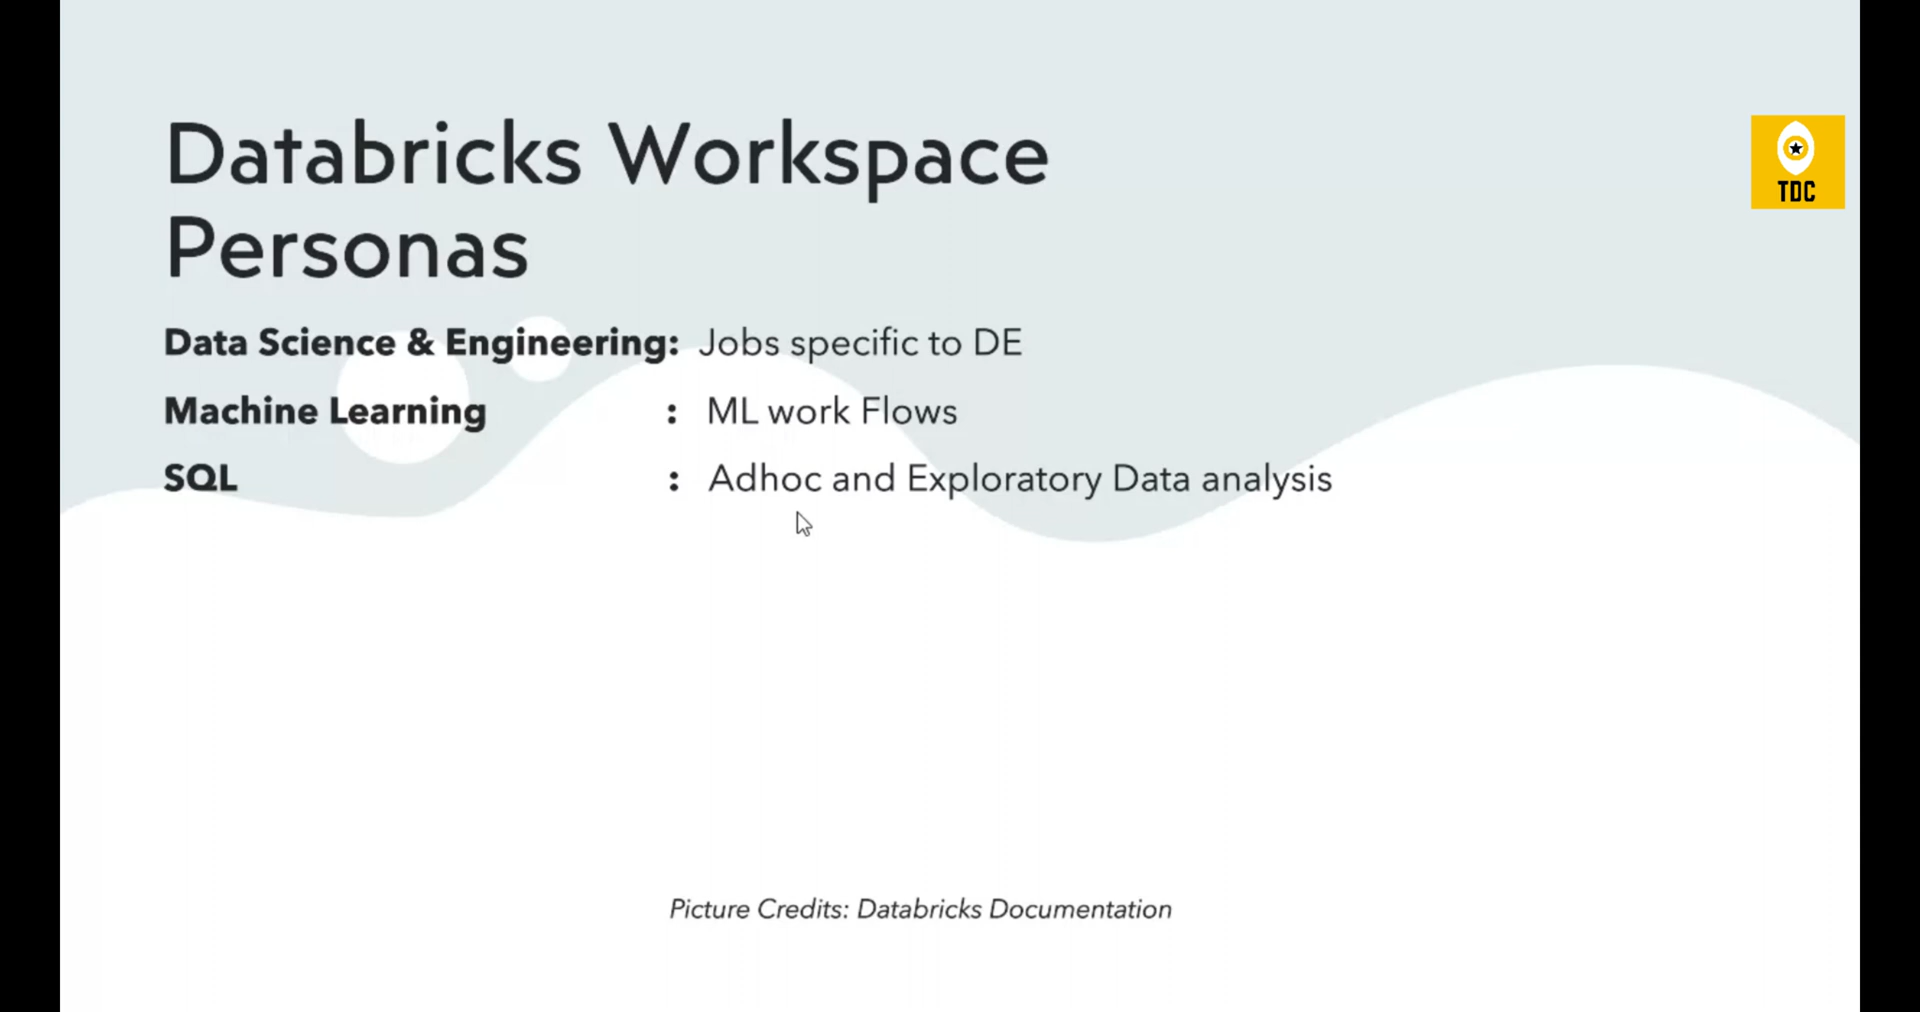 Databricks Workspace
Personas
TDC
Data Science & Engineering: Jobs specific to DE
Machine Learning : ML work Flows
SQL : Adhoc and Exploratory Data analysis
Picture Credits: Databricks Documentation